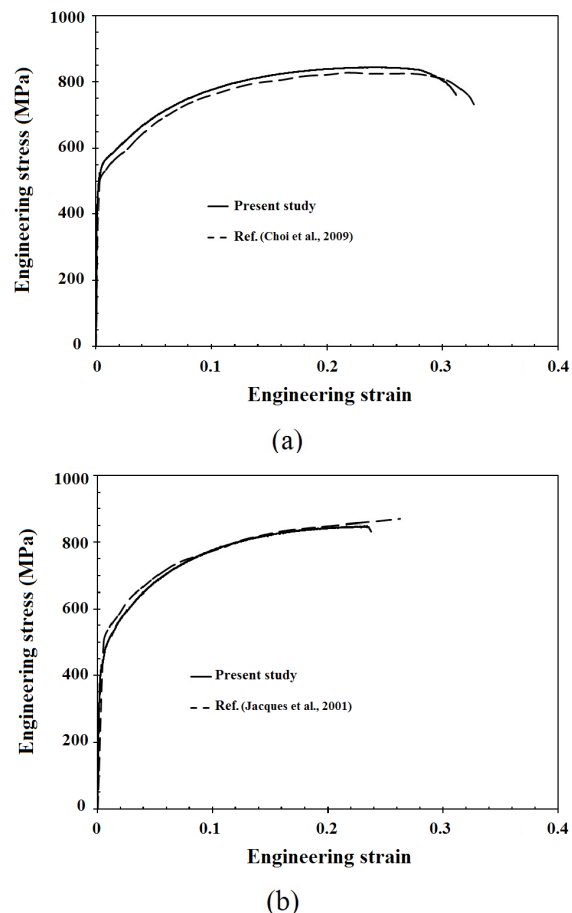 1000
800
600
400
200
0
Engineering stress (MPa)
Present study
Ref. (Choi et al., 2009)
0 0.1 0.2 0.3 0.4
Engineering strain
(a)
1000
800
600
400
200
0
Engineering stress (MPa)
Present study
Ref. (Jacques et al., 2001)
0 0.1 0.2 0.3 0.4
Engineering strain
(b)